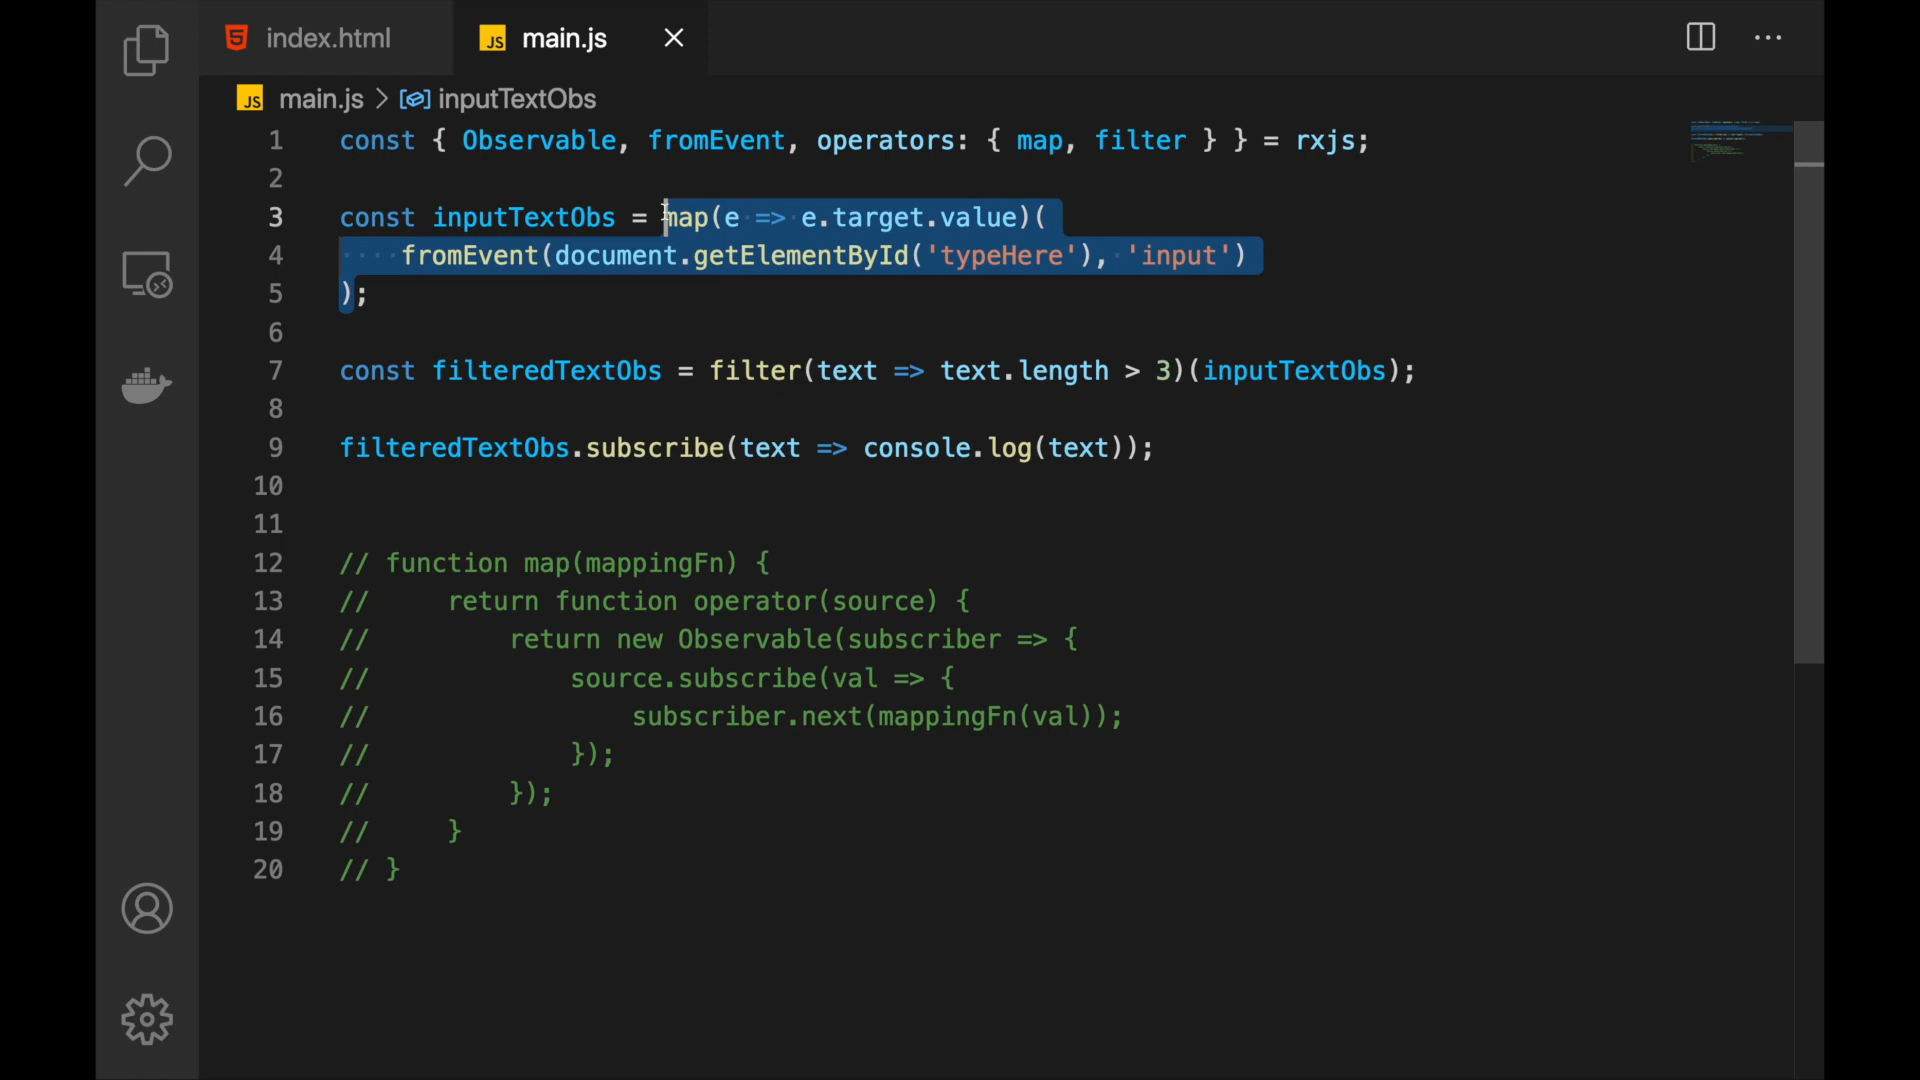 index.html
JS main.js
JS main.js > inputTextObs
1 const { Observable, fromEvent, operators: { map, filter } } = rxjs;
2
3 const inputTextObs = map(e => e.target.value)(
4     fromEvent(document.getElementById('typeHere'), 'input')
5 );
6
7 const filteredTextObs = filter(text => text.length > 3)(inputTextObs);
8
9 filteredTextObs.subscribe(text => console.log(text));
10
11
12 // function map(mappingFn) {
13 //     return function operator(source) {
14 //         return new Observable(subscriber => {
15 //             source.subscribe(val => {
16 //                 subscriber.next(mappingFn(val));
17 //             });
18 //         });
19 //     }
20 // }